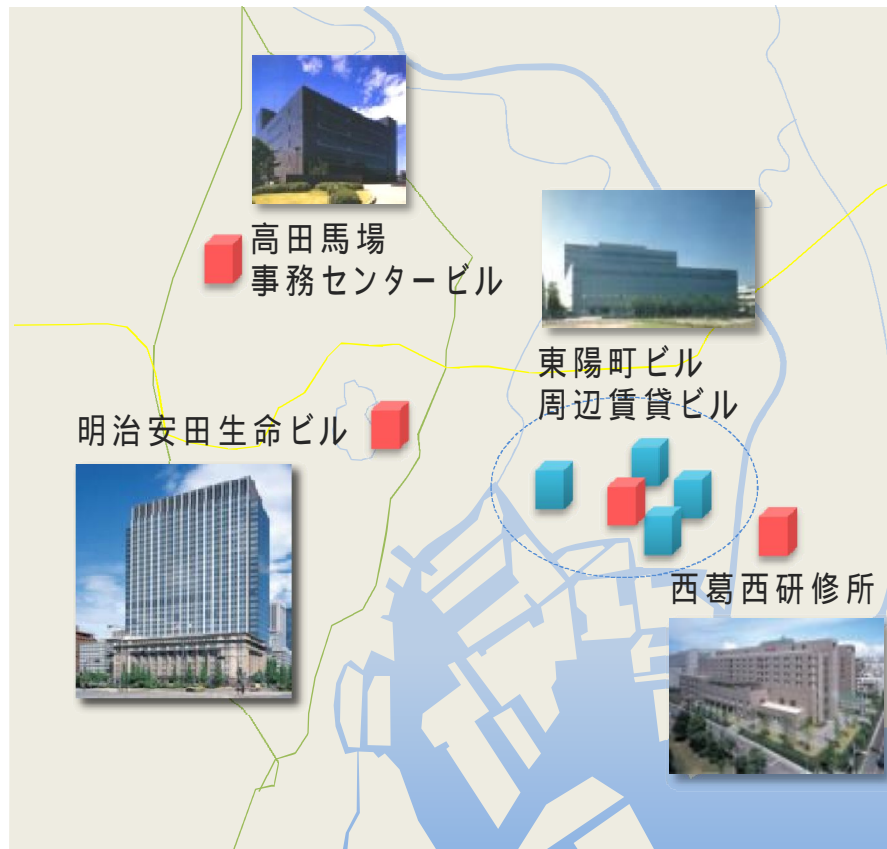 高田馬場
事務センタービル
東陽町ビル
周辺賃貸ビル
明治安田生命ビル
西葛西研修所